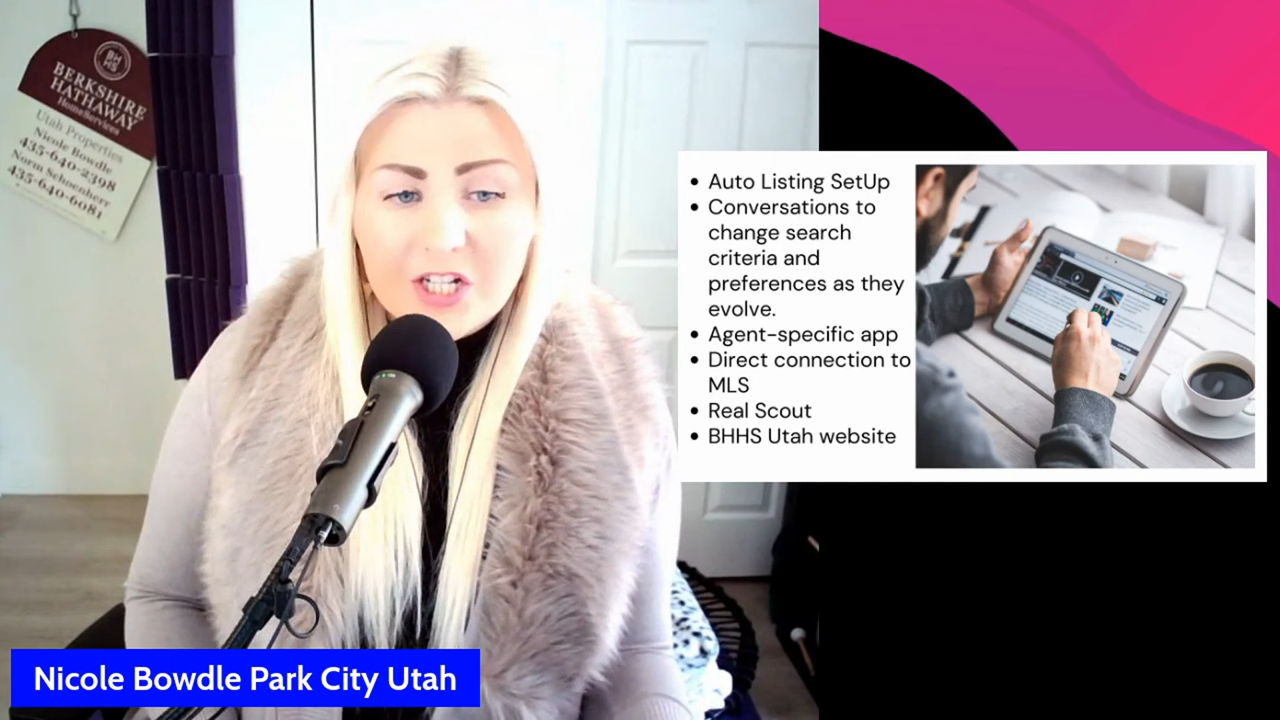 BH
HS
BERKSHIRE
HATHAWAY
HomeServices
Utah Properties
Nicole Bowdle
435-640-2398
Norm Schoenherr
435-640-6081
• Auto Listing SetUp
• Conversations to
change search
criteria and
preferences as they
evolve.
• Agent-specific app
• Direct connection to
MLS
• Real Scout
• BHHS Utah website
Nicole Bowdle Park City Utah